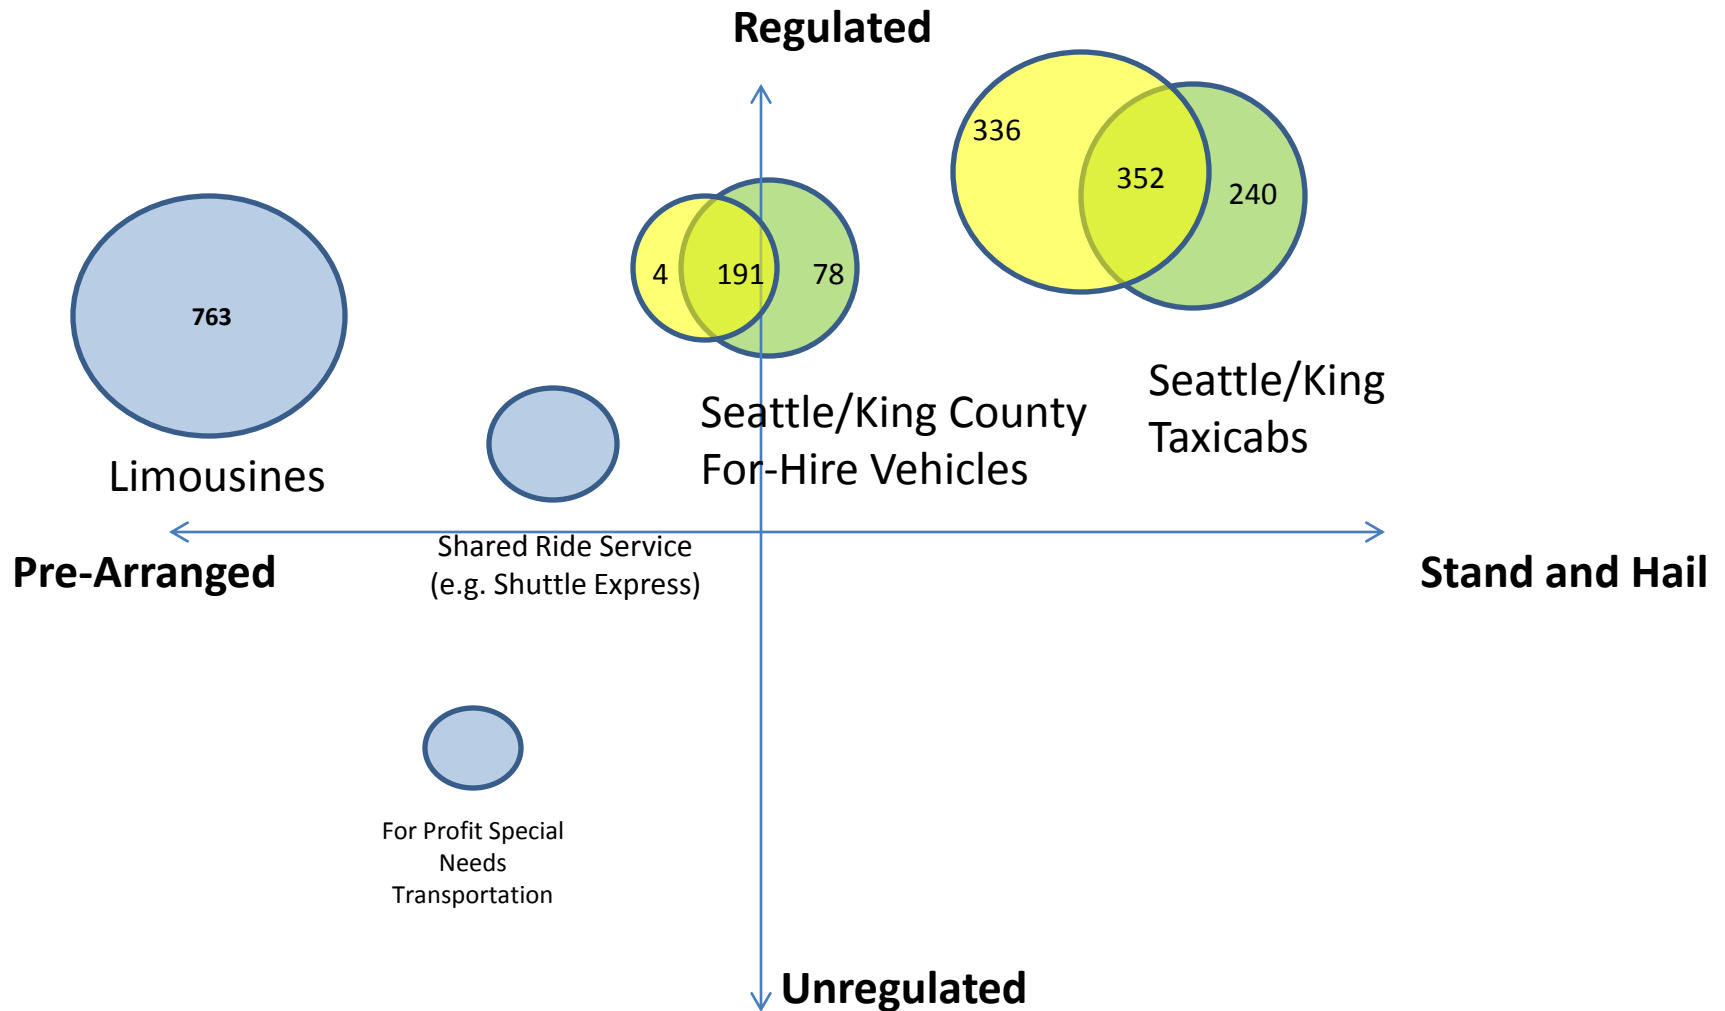 Regulated
336
352
240
4
191
78
763
Seattle/King
Taxicabs
Seattle/King County
For-Hire Vehicles
Limousines
Shared Ride Service
(e.g. Shuttle Express)
Pre-Arranged
Stand and Hail
For Profit Special
Needs
Transportation
Unregulated